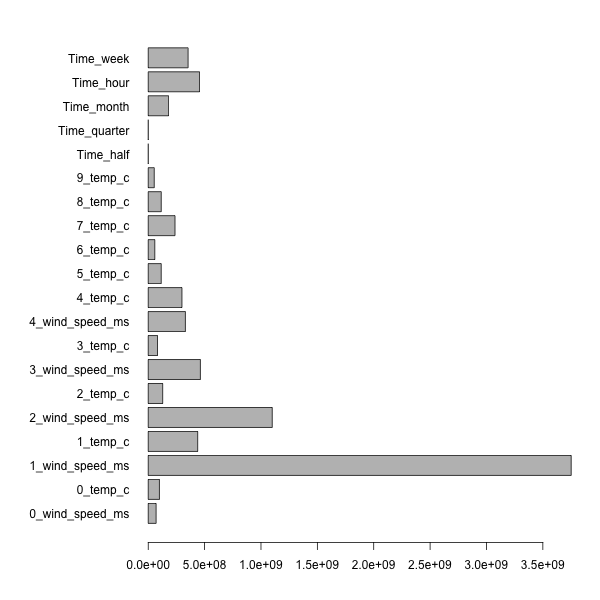 Time_week
Time_hour
Time_month
Time_quarter
Time_half
9_temp_c
8_temp_c
7_temp_c
6_temp_c
5_temp_c
4_temp_c
4_wind_speed_ms
3_temp_c
3_wind_speed_ms
2_temp_c
2_wind_speed_ms
1_temp_c
1_wind_speed_ms
0_temp_c
0_wind_speed_ms
0.0e+00 5.0e+08 1.0e+09 1.5e+09 2.0e+09 2.5e+09 3.0e+09 3.5e+09